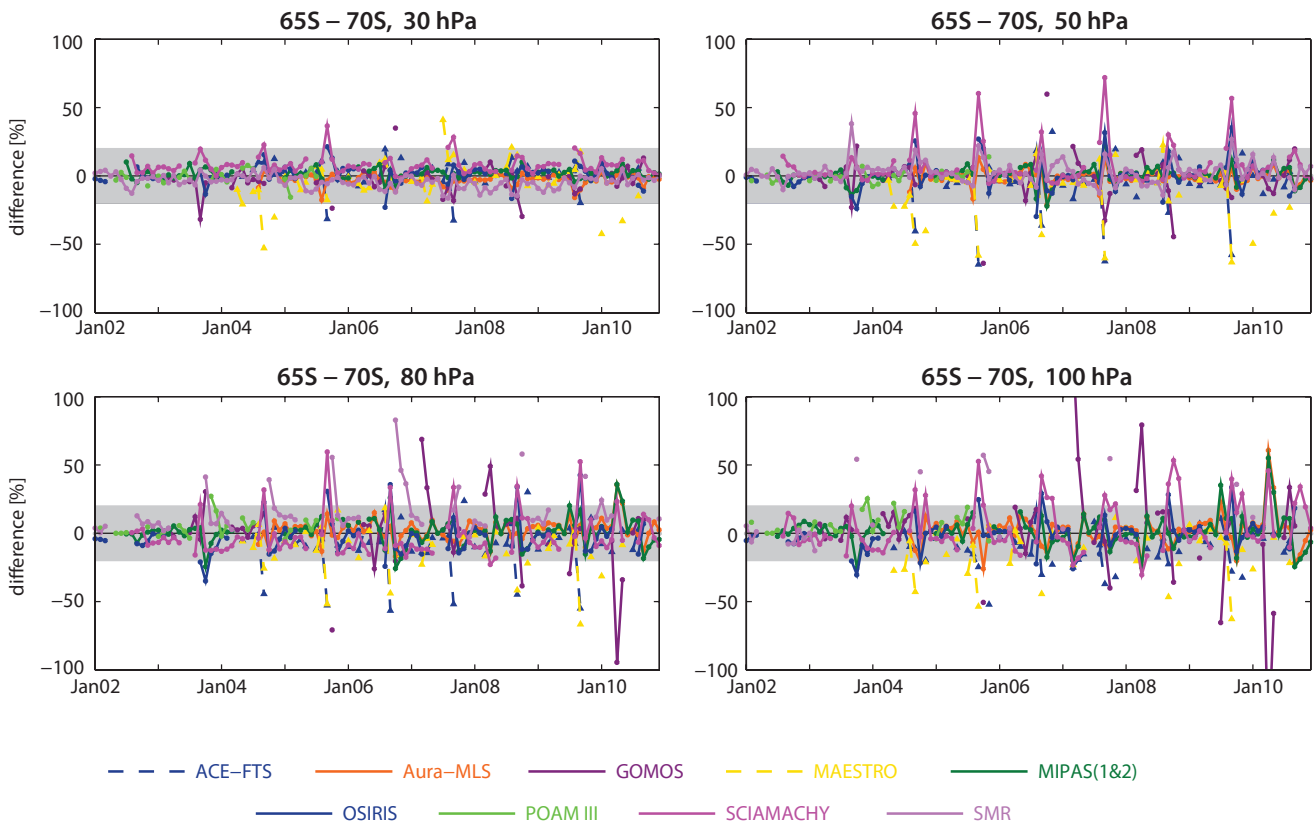 65S – 70S, 30 hPa
65S – 70S, 50 hPa
difference [%]
100
50
0
−50
−100
Jan02
Jan04
Jan06
Jan08
Jan10
100
50
0
−50
−100
Jan02
Jan04
Jan06
Jan08
Jan10
65S – 70S, 80 hPa
65S – 70S, 100 hPa
difference [%]
100
50
0
−50
−100
Jan02
Jan04
Jan06
Jan08
Jan10
100
50
0
−50
−100
Jan02
Jan04
Jan06
Jan08
Jan10
ACE−FTS
Aura−MLS
GOMOS
MAESTRO
MIPAS(1&2)
OSIRIS
POAM III
SCIAMACHY
SMR